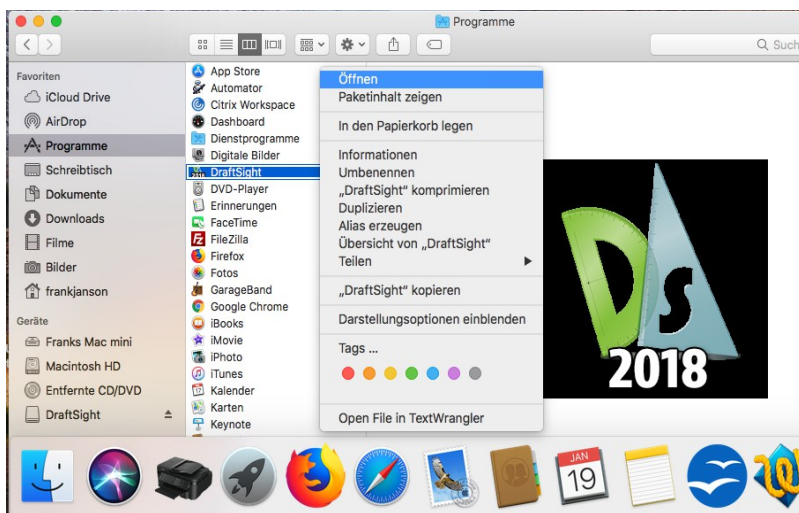 Programme
Such
Favoriten
iCloud Drive
AirDrop
Programme
Schreibtisch
Dokumente
Downloads
Filme
Bilder
frankjanson
Geräte
Franks Mac mini
Macintosh HD
Entfernte CD/DVD
DraftSight
App Store
Automator
Citrix Workspace
Dashboard
Dienstprogramme
Digitale Bilder
DraftSight
DVD-Player
Erinnerungen
FaceTime
FileZilla
Firefox
Fotos
GarageBand
Google Chrome
iBooks
iMovie
iPhoto
iTunes
Kalender
Karten
Keynote
Öffnen
Paketinhalt zeigen
In den Papierkorb legen
Informationen
Umbenennen
„DraftSight“ komprimieren
Duplizieren
Alias erzeugen
Übersicht von „DraftSight“
Teilen
„DraftSight“ kopieren
Darstellungsoptionen einblenden
Tags ...
Open File in TextWrangler
DS
2018
JAN
19